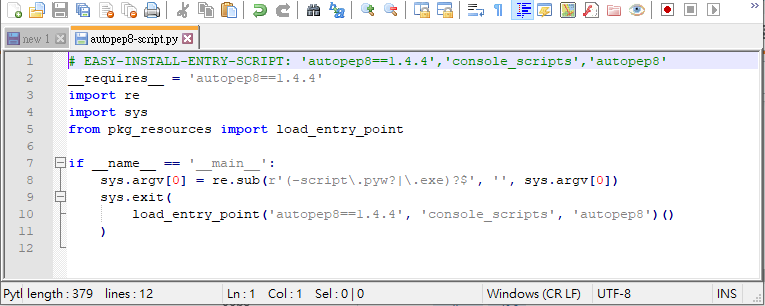 new 1
autopep8-script.py
1 # EASY-INSTALL-ENTRY-SCRIPT: 'autopep8==1.4.4','console_scripts','autopep8'
2 __requires__ = 'autopep8==1.4.4'
3 import re
4 import sys
5 from pkg_resources import load_entry_point
6
7 if __name__ == '__main__':
8     sys.argv[0] = re.sub(r'(-script\.pyw?|\.exe)?$', '', sys.argv[0])
9     sys.exit(
10         load_entry_point('autopep8==1.4.4', 'console_scripts', 'autopep8')()
11     )
12
Pytl length : 379 lines : 12 Ln : 1 Col : 1 Sel : 0 | 0 Windows (CR LF) UTF-8 INS